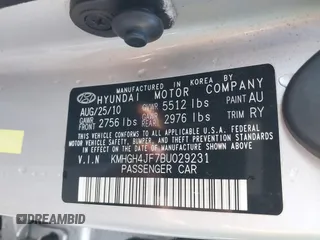 MANUFACTURED IN KOREA BY
HYUNDAI MOTOR COMPANY
AUG/25/10 GVWR 5512 lbs PAINT AU
GAWR FRONT 2756 lbs GAWR REAR 2976 lbs TRIM RY
THIS VEHICLE CONFORMS TO ALL APPLICABLE U.S. FEDERAL
MOTOR VEHICLE SAFETY, BUMPER, AND THEFT PREVENTION
STANDARDS IN EFFECT ON THE DATE OF MANUFACTURE
SHOWN ABOVE.
V.I.N KMHGH4JF7BU029231
PASSENGER CAR
DEALERSHIP